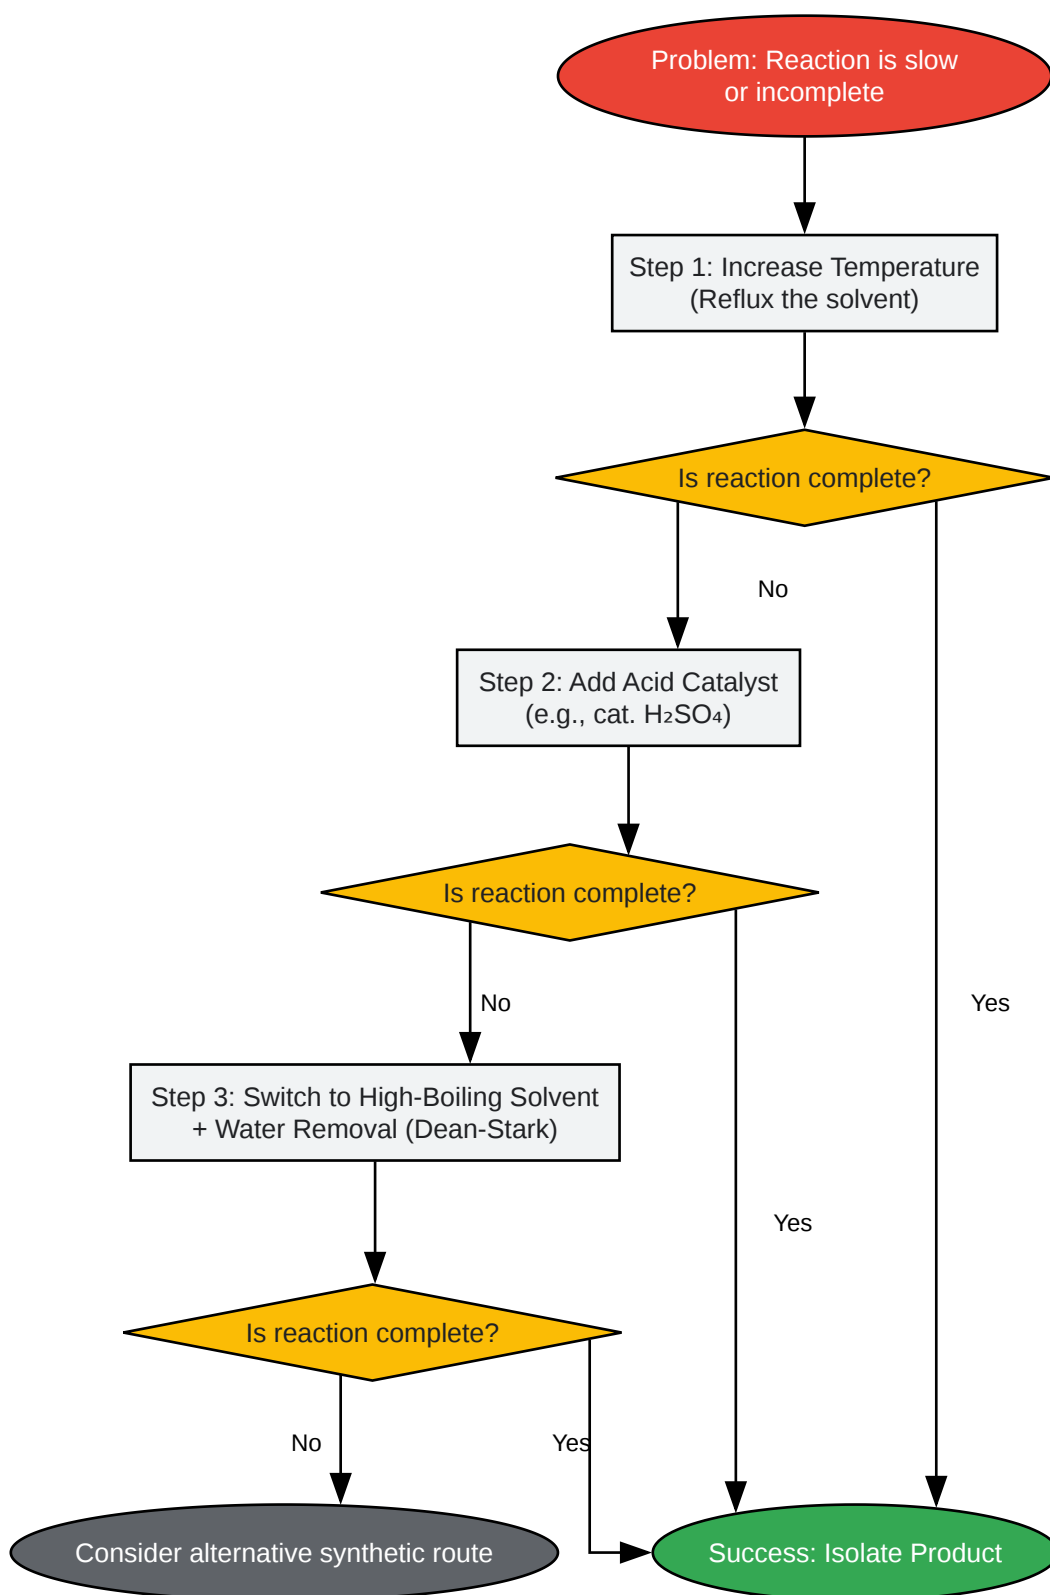 Problem: Reaction is slow
or incomplete
Step 1: Increase Temperature
(Reflux the solvent)
Is reaction complete?
No
Step 2: Add Acid Catalyst
(e.g., cat. H₂SO₄)
Is reaction complete?
No
Yes
Step 3: Switch to High-Boiling Solvent
+ Water Removal (Dean-Stark)
Yes
Is reaction complete?
No
Yes
Consider alternative synthetic route
Success: Isolate Product